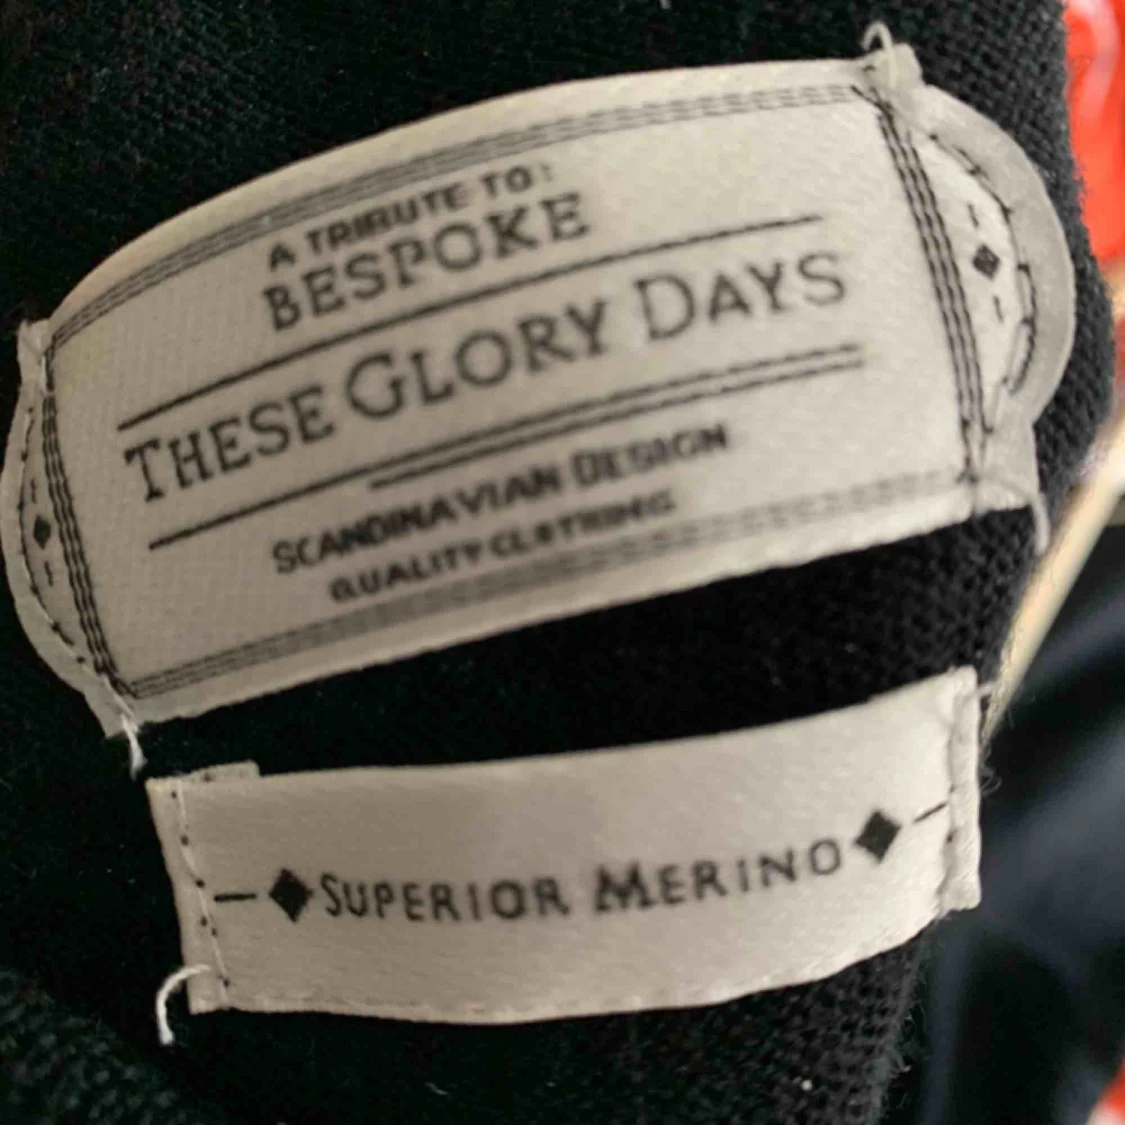 A TRIBUTE TO:
BESPOKE
THESE GLORY DAYS
SCANDINAVIAN DESIGN
QUALITY CLOTHING
SUPERIOR MERINO